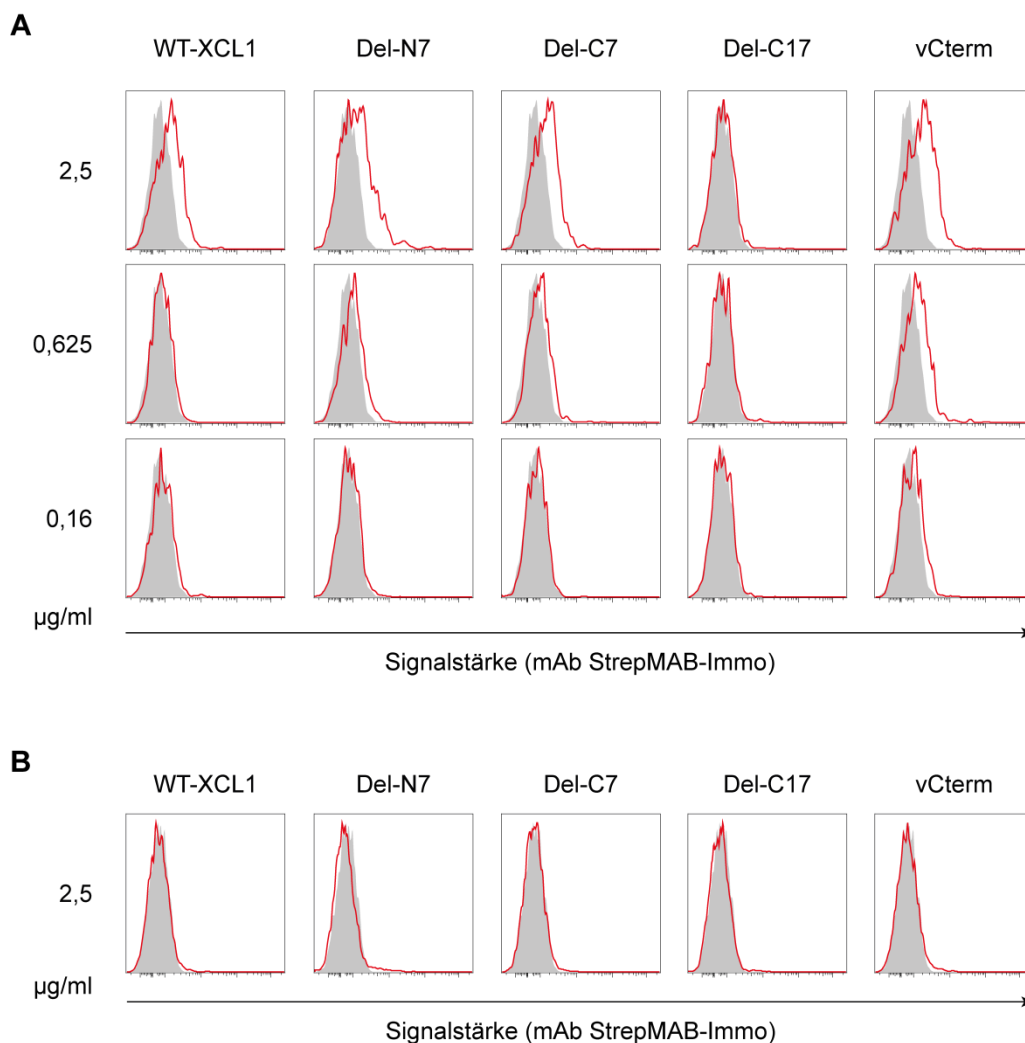 A
WT-XCL1 Del-N7 Del-C7 Del-C17 vCterm
2,5
0,625
0,16
µg/ml
Signalstärke (mAb StrepMAB-Immo)
B
WT-XCL1 Del-N7 Del-C7 Del-C17 vCterm
2,5
µg/ml
Signalstärke (mAb StrepMAB-Immo)